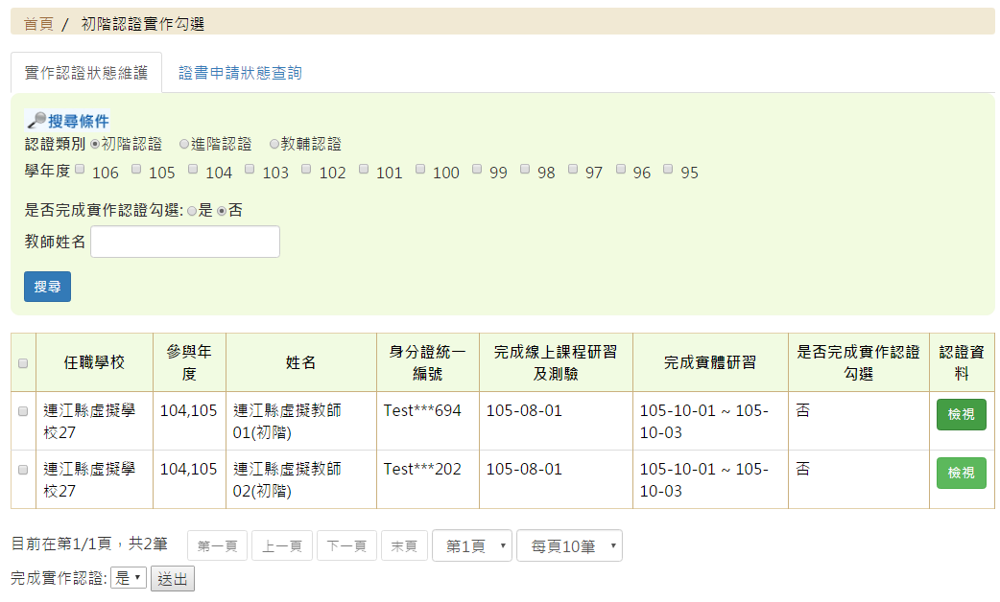 首頁 / 初階認證實作勾選
實作認證狀態維護 證書申請狀態查詢
搜尋條件
認證類別 初階認證 進階認證 教輔認證
學年度 106 105 104 103 102 101 100 99 98 97 96 95
是否完成實作認證勾選: 是 否
教師姓名
搜尋
任職學校 參與年度 姓名 身分證統一編號 完成線上課程研習及測驗 完成實體研習 是否完成實作認證勾選 認證資料
連江縣虛擬學校27 104,105 連江縣虛擬教師01(初階) Test***694 105-08-01 105-10-01 ~ 105-10-03 否 檢視
連江縣虛擬學校27 104,105 連江縣虛擬教師02(初階) Test***202 105-08-01 105-10-01 ~ 105-10-03 否 檢視
目前在第1/1頁，共2筆 第一頁 上一頁 下一頁 末頁 第1頁 每頁10筆
完成實作認證: 是 送出